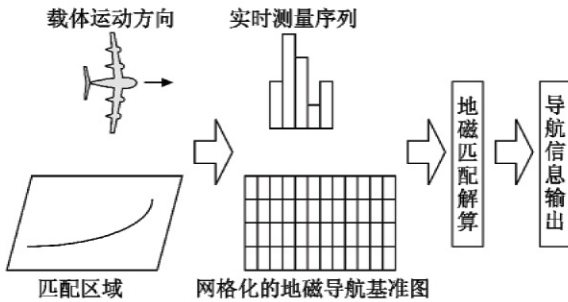 载体运动方向
实时测量序列
地磁匹配解算
导航信息输出
匹配区域
网格化的地磁导航基准图